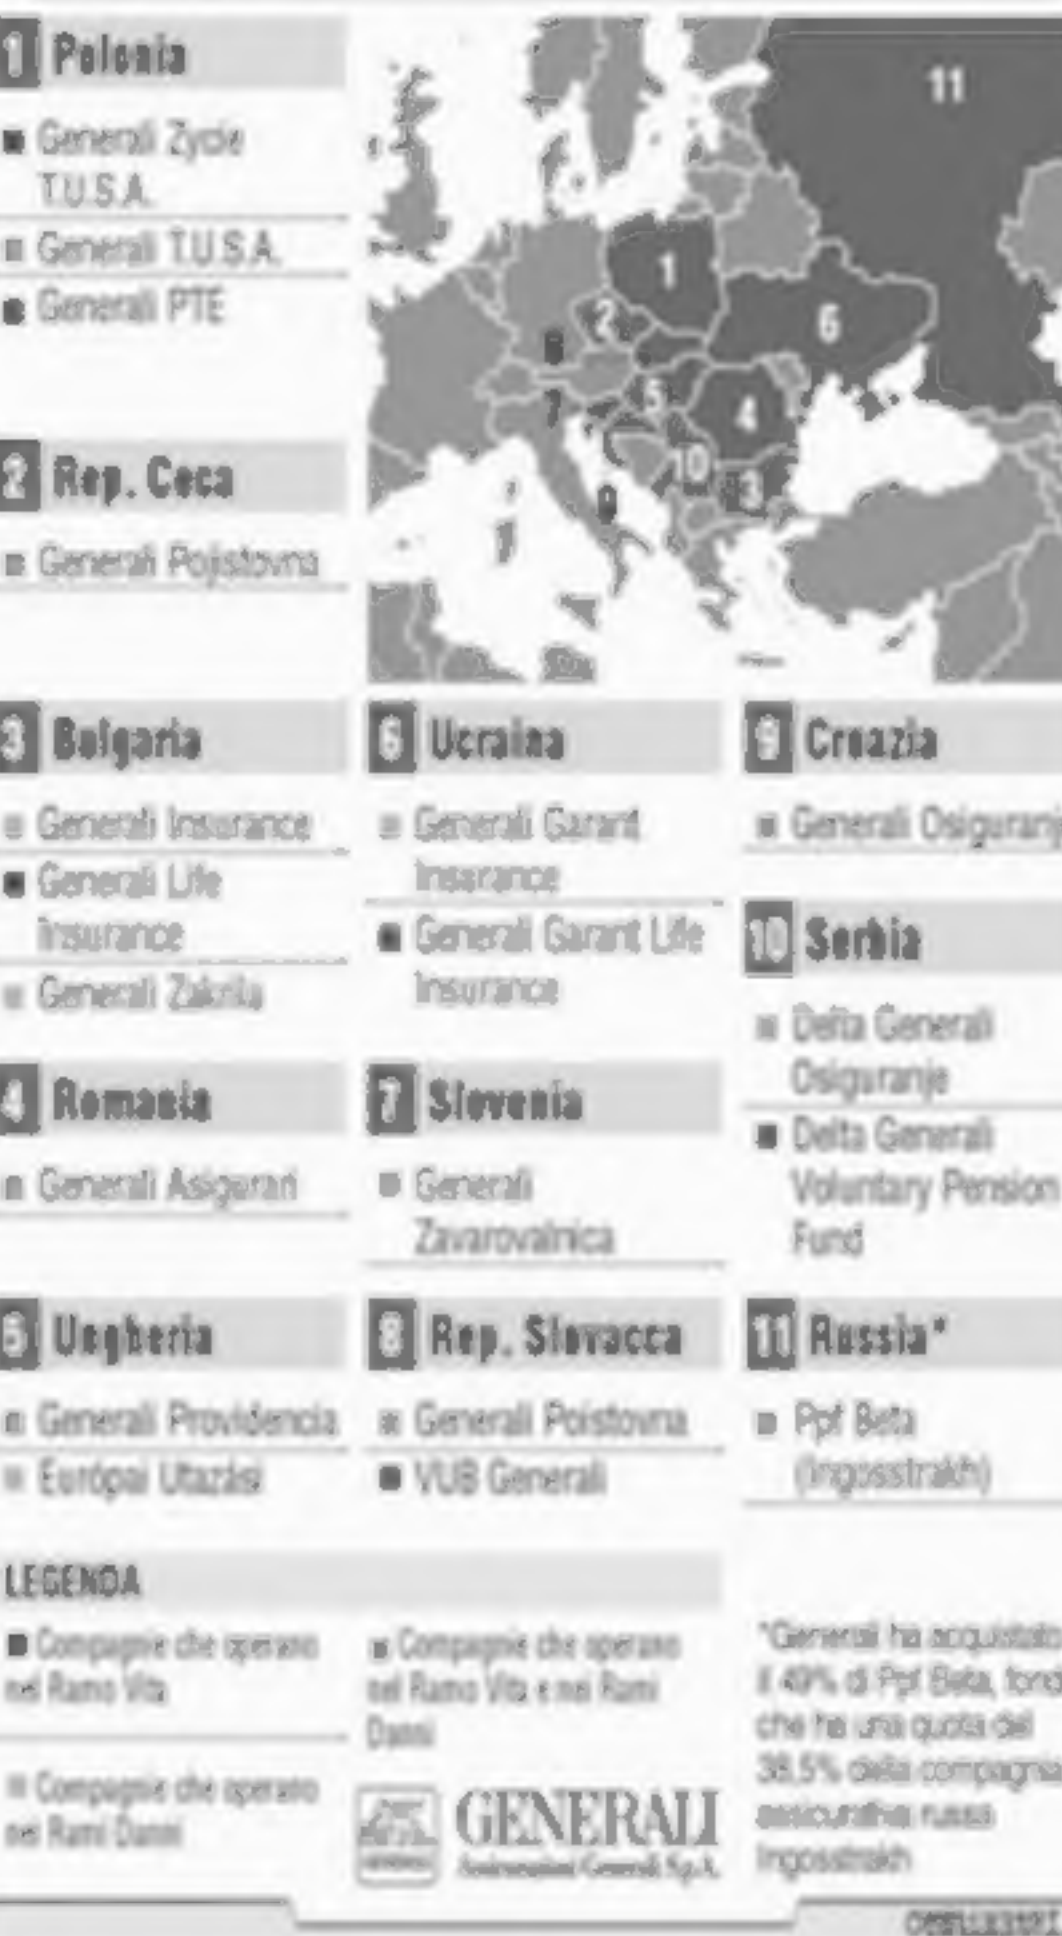 1 Polonia
Generali Zycie
T.U.S.A.
Generali T.U.S.A.
Generali PTE
2 Rep. Ceca
Generali Pojistovna
11
1
2
6
8
5
4
7
10
3
9
3 Bulgaria
Generali Insurance
Generali Life
Insurance
Generali Zakrila
4 Romania
Generali Asigurari
5 Ungheria
Generali Providencia
Európai Utazási
6 Ucraina
Generali Garant
Insurance
Generali Garant Life
Insurance
7 Slovenia
Generali
Zavarovalnica
8 Rep. Slovacca
Generali Poistovna
VUB Generali
9 Croazia
Generali Osiguranj
10 Serbia
Delta Generali
Osiguranje
Delta Generali
Voluntary Pension
Fund
11 Russia*
Ppf Beta
(Ingosstrakh)
LEGENDA
Compagnie che operano
nel Ramo Vita
Compagnie che operano
nei Rami Danni
Compagnie che operano
nel Ramo Vita e nei Rami
Danni
GENERALI
Assicurazioni Generali S.p.A.
*Generali ha acquistato
il 49% di Ppf Beta, fond
che ha una quota del
38,5% della compagnia
assicurativa russa
Ingosstrakh